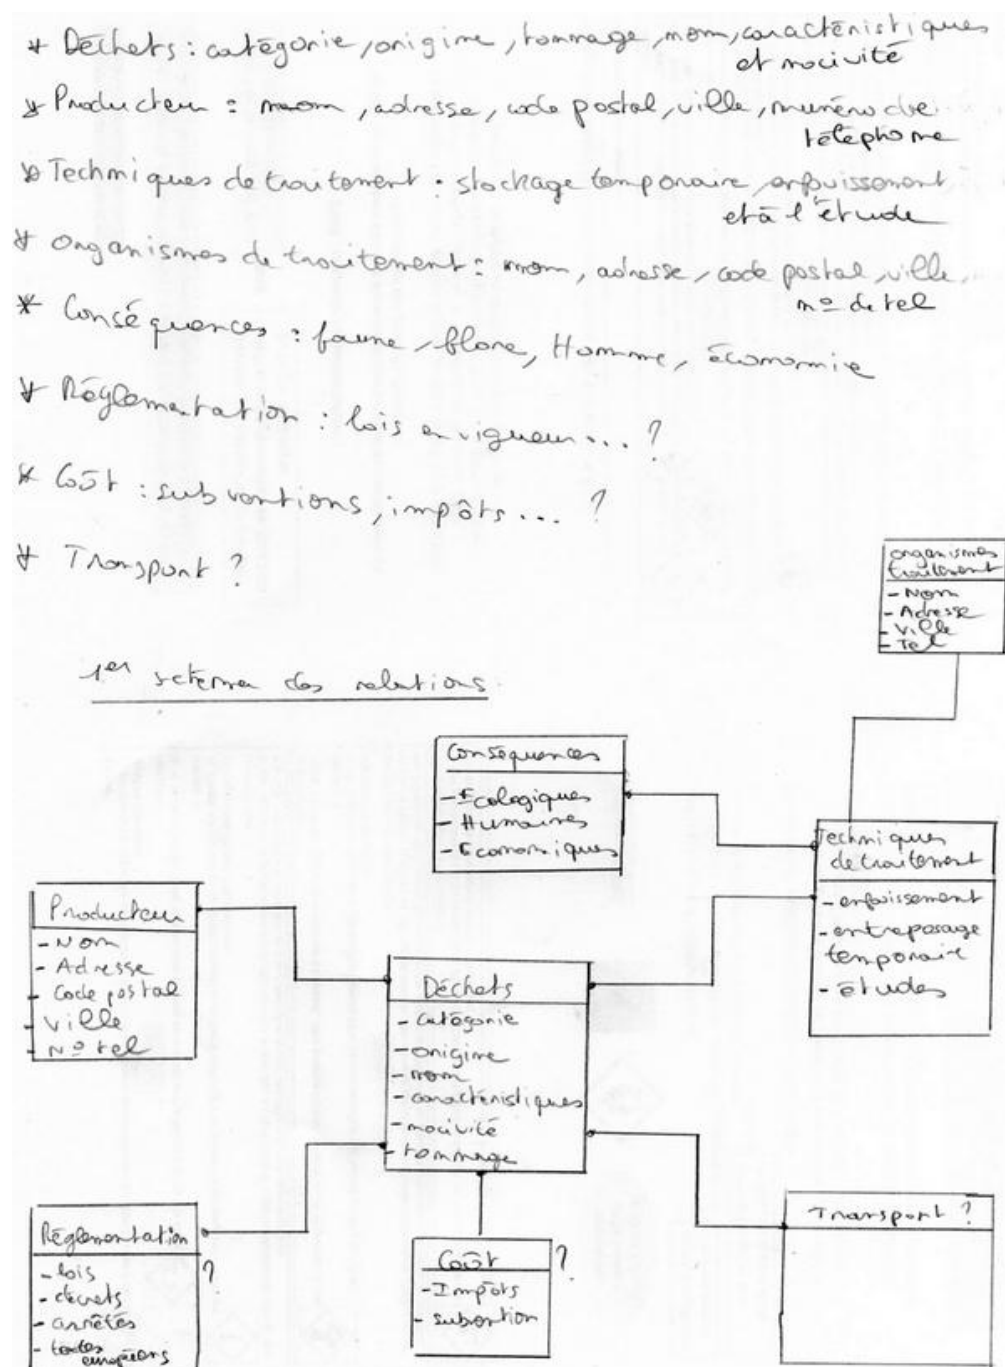 * Déchets : catégorie, origine, tonnage, nom, caractéristiques
et nocivité
* Producteur : nom, adresse, code postal, ville, numéro de
téléphone
* Techniques de traitement : stockage temporaire, enfouissement
et à l'étude
* Organismes de traitement : nom, adresse, code postal, ville,
n° de tel
* Conséquences : faune, flore, Homme, économie
* Réglementation : lois en vigueur... ?
* Coût : subventions, impôts... ?
* Transport ?
organismes
traitement
- Nom
- Adresse
- Ville
- Tel
1er schema des relations
Conséquences
- Ecologiques
- Humaines
- Economiques
Techniques
de traitement
- enfouissement
- entreposage
temporaire
- études
Producteur
- Nom
- Adresse
- Code postal
- Ville
- N° tel
Déchets
- catégorie
- origine
- nom
- caractéristiques
- nocivité
- tonnage
Réglementation ?
- lois
- décrets
- arrêtés
- textes
européens
Coût ?
- Impôts
- subvention
Transport ?